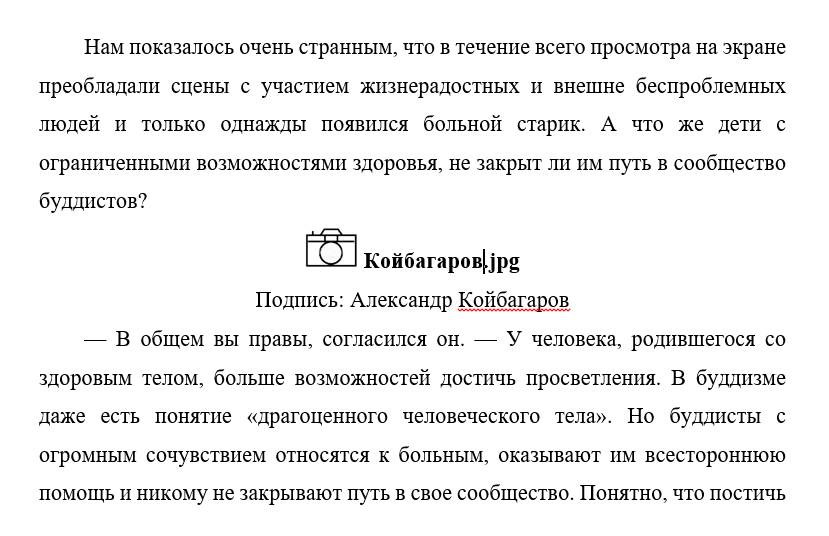 Нам показалось очень странным, что в течение всего просмотра на экране
преобладали сцены с участием жизнерадостных и внешне беспроблемных
людей и только однажды появился больной старик. А что же дети с
ограниченными возможностями здоровья, не закрыт ли им путь в сообщество
буддистов?
Койбагаров.jpg
Подпись: Александр Койбагаров
— В общем вы правы, согласился он. — У человека, родившегося со
здоровым телом, больше возможностей достичь просветления. В буддизме
даже есть понятие «драгоценного человеческого тела». Но буддисты с
огромным сочувствием относятся к больным, оказывают им всестороннюю
помощь и никому не закрывают путь в свое сообщество. Понятно, что постичь